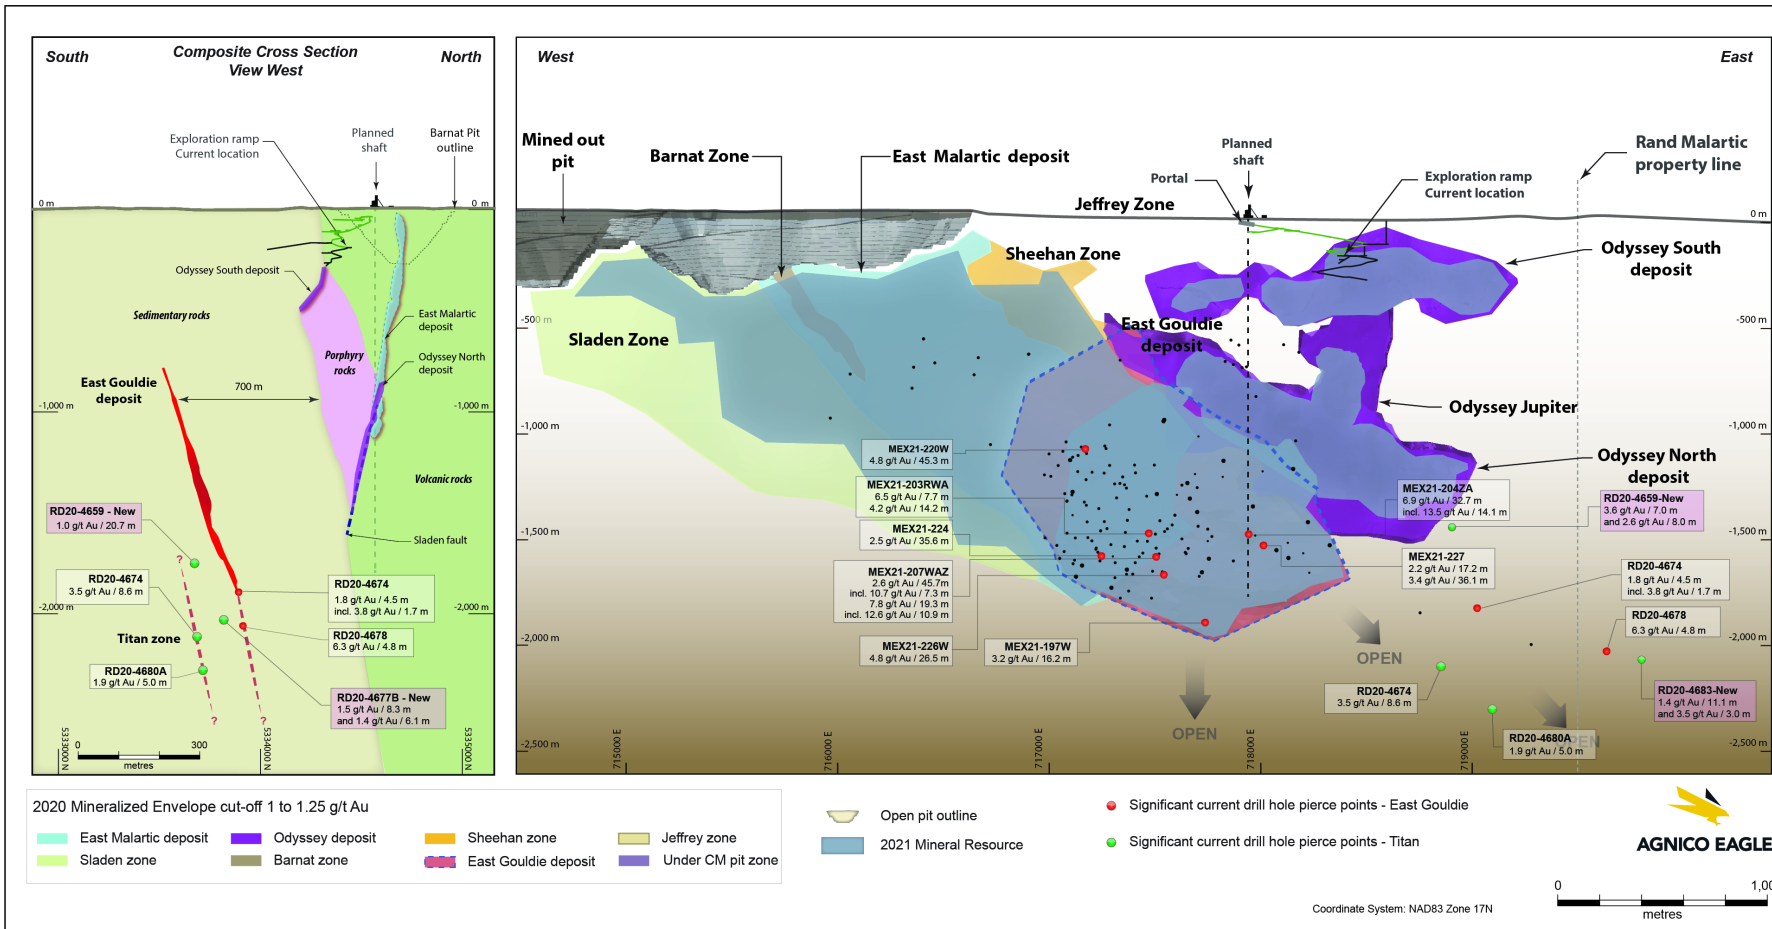 South
Composite Cross Section
View West
North
Exploration ramp
Current location
Planned
shaft
Barnat Pit
outline
0 m
Odyssey South deposit
Sedimentary rocks
East Malartic
deposit
Porphyry
rocks
Odyssey North
deposit
East Gouldie
deposit
700 m
-1,000 m
-1,000 m
Volcanic rocks
RD20-4659 - New
1.0 g/t Au / 20.7 m
Sladen fault
?
RD20-4674
3.5 g/t Au / 8.6 m
RD20-4674
1.8 g/t Au / 4.5 m
incl. 3.8 g/t Au / 1.7 m
-2,000 m
-2,000 m
Titan zone
RD20-4678
6.3 g/t Au / 4.8 m
RD20-4680A
1.9 g/t Au / 5.0 m
RD20-4677B - New
1.5 g/t Au / 8.3 m
and 1.4 g/t Au / 6.1 m
?
?
0
300
metres
5333000 N
5334000 N
5335000 N
West
East
Mined out
pit
Barnat Zone
East Malartic deposit
Planned
shaft
Portal
Jeffrey Zone
Exploration ramp
Current location
Rand Malartic
property line
0 m
Sheehan Zone
Odyssey South
deposit
-500 m
-500 m
Sladen Zone
East Gouldie
deposit
Odyssey Jupiter
-1,000 m
-1,000 m
MEX21-220W
4.8 g/t Au / 45.3 m
Odyssey North
deposit
MEX21-203RWA
6.5 g/t Au / 7.7 m
4.2 g/t Au / 14.2 m
MEX21-204ZA
6.9 g/t Au / 32.7 m
incl. 13.5 g/t Au / 14.1 m
RD20-4659-New
3.6 g/t Au / 7.0 m
and 2.6 g/t Au / 8.0 m
MEX21-224
2.5 g/t Au / 35.6 m
-1,500 m
-1,500 m
MEX21-227
2.2 g/t Au / 17.2 m
3.4 g/t Au / 36.1 m
MEX21-207WAZ
2.6 g/t Au / 45.7m
incl. 10.7 g/t Au / 7.3 m
7.8 g/t Au / 19.3 m
incl. 12.6 g/t Au / 10.9 m
RD20-4674
1.8 g/t Au / 4.5 m
incl. 3.8 g/t Au / 1.7 m
RD20-4678
6.3 g/t Au / 4.8 m
MEX21-226W
4.8 g/t Au / 26.5 m
MEX21-197W
3.2 g/t Au / 16.2 m
-2,000 m
-2,000 m
OPEN
RD20-4674
3.5 g/t Au / 8.6 m
RD20-4683-New
1.4 g/t Au / 11.1 m
and 3.5 g/t Au / 3.0 m
OPEN
RD20-4680A
1.9 g/t Au / 5.0 m
OPEN
-2,500 m
-2,500 m
715000 E
716000 E
717000 E
718000 E
719000 E
2020 Mineralized Envelope cut-off 1 to 1.25 g/t Au
East Malartic deposit
Odyssey deposit
Sheehan zone
Jeffrey zone
Sladen zone
Barnat zone
East Gouldie deposit
Under CM pit zone
Open pit outline
2021 Mineral Resource
Significant current drill hole pierce points - East Gouldie
Significant current drill hole pierce points - Titan
AGNICO EAGLE
Coordinate System: NAD83 Zone 17N
0
1,00
metres